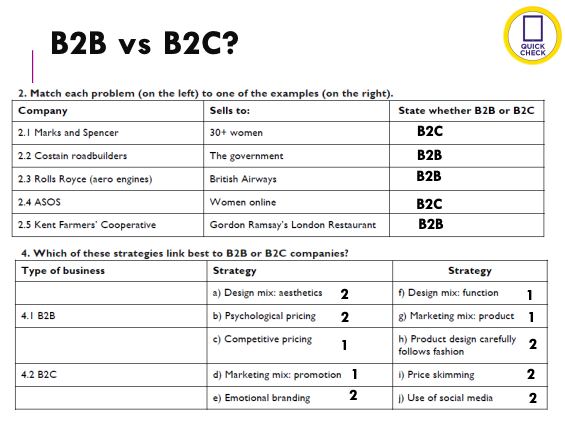 B2B vs B2C?
QUICK
CHECK
2. Match each problem (on the left) to one of the examples (on the right).
Company Sells to: State whether B2B or B2C
2.1 Marks and Spencer 30+ women B2C
2.2 Costain roadbuilders The government B2B
2.3 Rolls Royce (aero engines) British Airways B2B
2.4 ASOS Women online B2C
2.5 Kent Farmers' Cooperative Gordon Ramsay's London Restaurant B2B
4. Which of these strategies link best to B2B or B2C companies?
Type of business Strategy Strategy
a) Design mix: aesthetics 2 f) Design mix: function 1
4.1 B2B b) Psychological pricing 2 g) Marketing mix: product 1
c) Competitive pricing 1 h) Product design carefully
follows fashion 2
4.2 B2C d) Marketing mix: promotion 1 i) Price skimming 2
e) Emotional branding 2 j) Use of social media 2